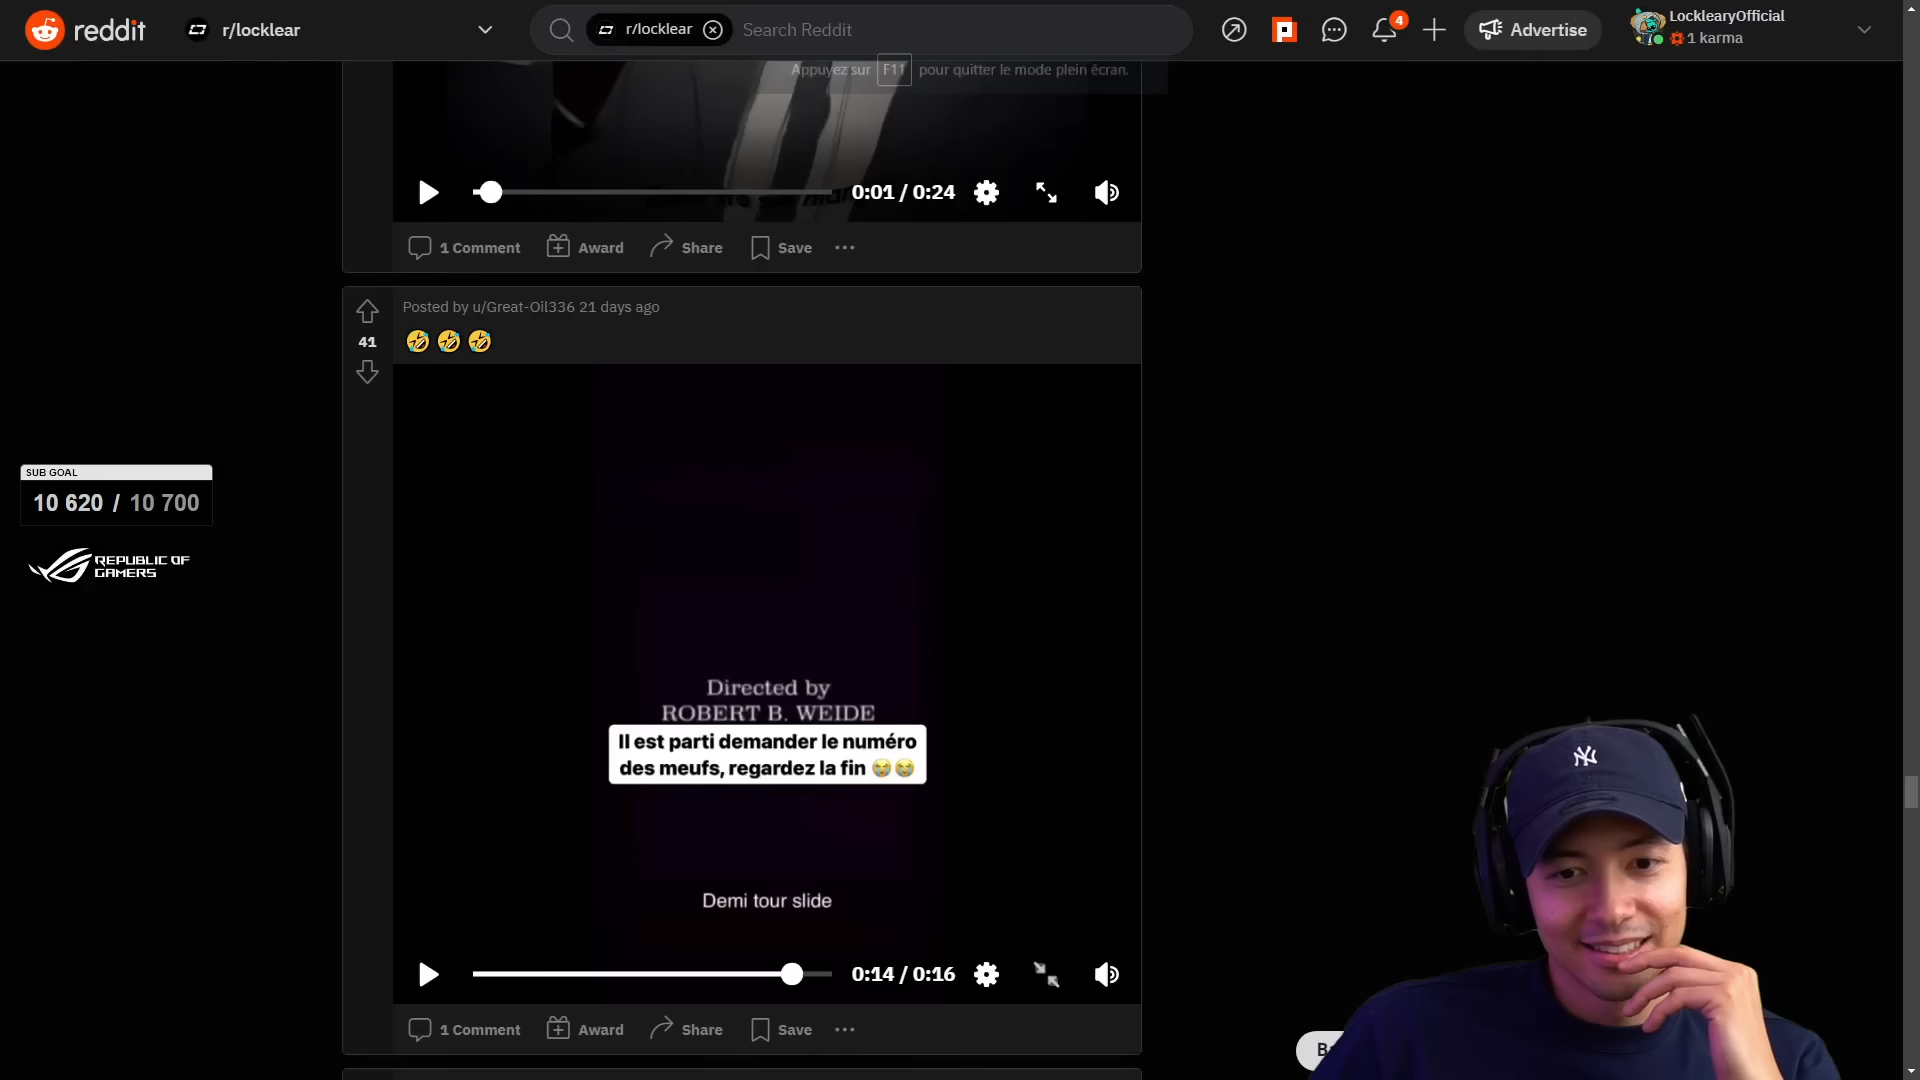 reddit
r/locklear
r/locklear
Search Reddit
4
Advertise
LocklearyOfficial
1 karma
Appuyez sur F11 pour quitter le mode plein écran.
0:01 / 0:24
1 Comment
Award
Share
Save
Posted by u/Great-Oil336 21 days ago
41
🤣🤣🤣
SUB GOAL
10 620 / 10 700
REPUBLIC OF
GAMERS
Directed by
ROBERT B. WEIDE
Il est parti demander le numéro
des meufs, regardez la fin 😭😭
NY
Demi tour slide
0:14 / 0:16
1 Comment
Award
Share
Save